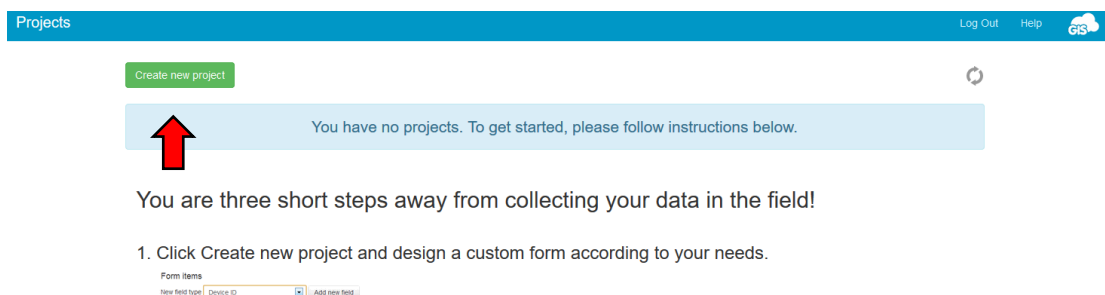 Projects
Log Out Help GIS
Create new project
You have no projects. To get started, please follow instructions below.
You are three short steps away from collecting your data in the field!
1. Click Create new project and design a custom form according to your needs.
Form items
New field type Device ID Add new field